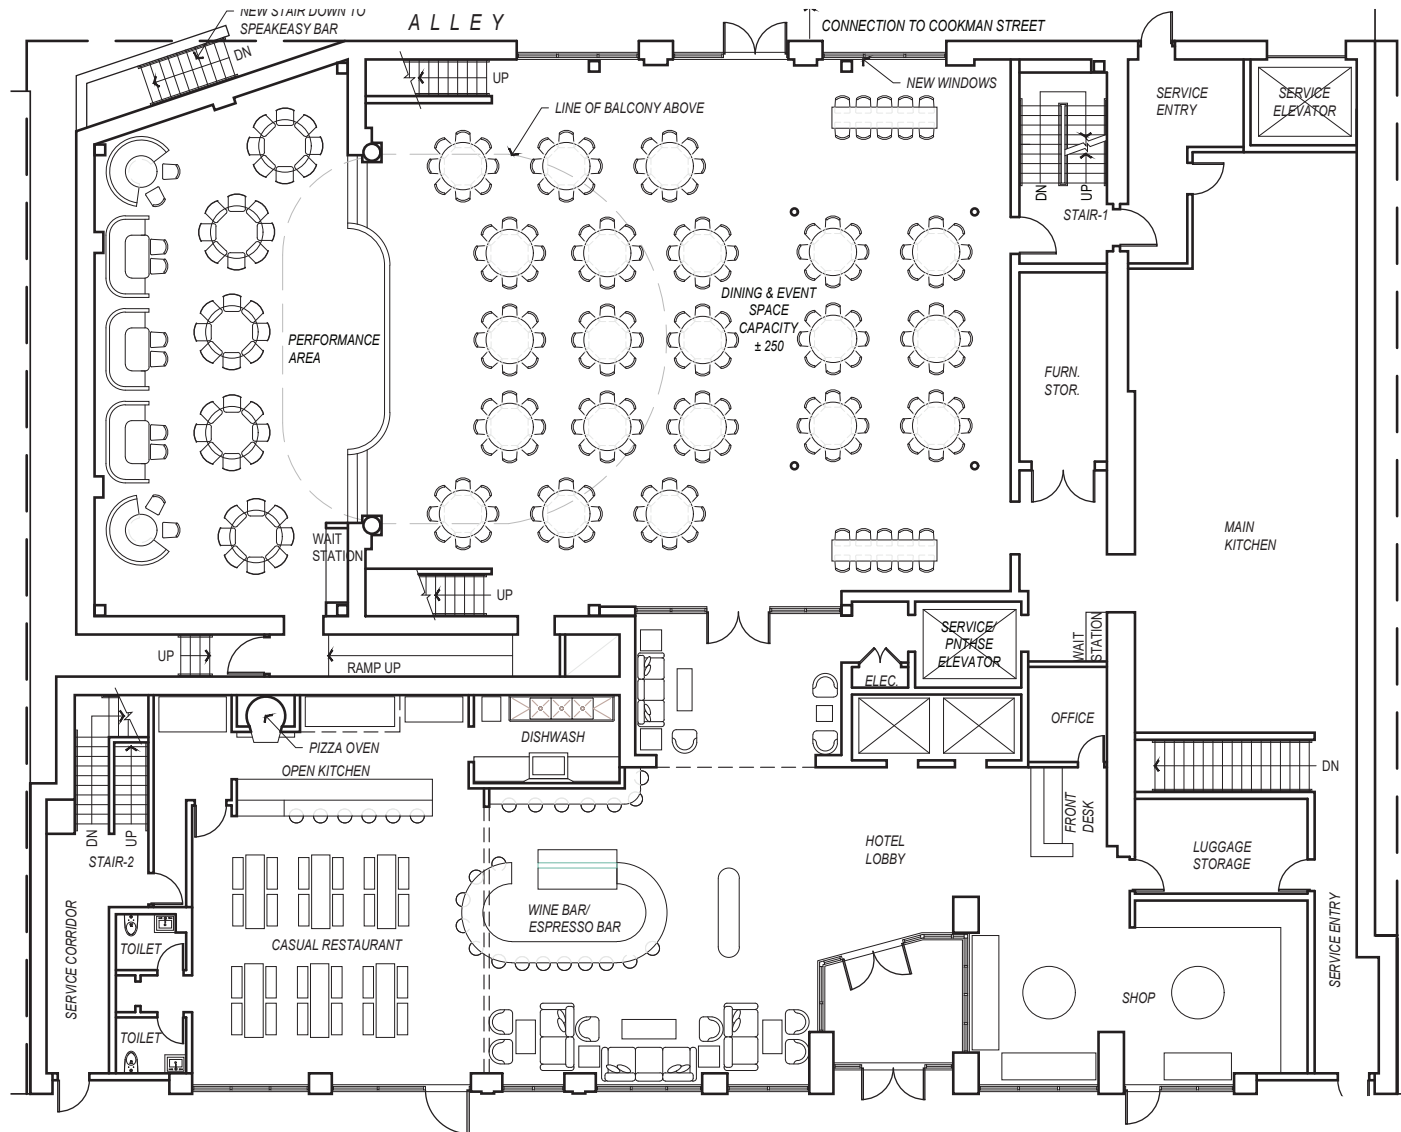 NEW STAIR DOWN TO
SPEAKEASY BAR
DN
ALLEY
CONNECTION TO COOKMAN STREET
UP
NEW WINDOWS
LINE OF BALCONY ABOVE
SERVICE
ENTRY
SERVICE
ELEVATOR
DN
UP
STAIR-1
DINING & EVENT
SPACE
CAPACITY
± 250
PERFORMANCE
AREA
FURN.
STOR.
MAIN
KITCHEN
WAIT
STATION
UP
UP
RAMP UP
SERVICE/
PNTHSE
ELEVATOR
WAIT
STATION
ELEC.
OFFICE
DISHWASH
PIZZA OVEN
OPEN KITCHEN
DN
DN
UP
STAIR-2
FRONT
DESK
HOTEL
LOBBY
LUGGAGE
STORAGE
WINE BAR/
ESPRESSO BAR
CASUAL RESTAURANT
TOILET
SERVICE CORRIDOR
SERVICE ENTRY
SHOP
TOILET